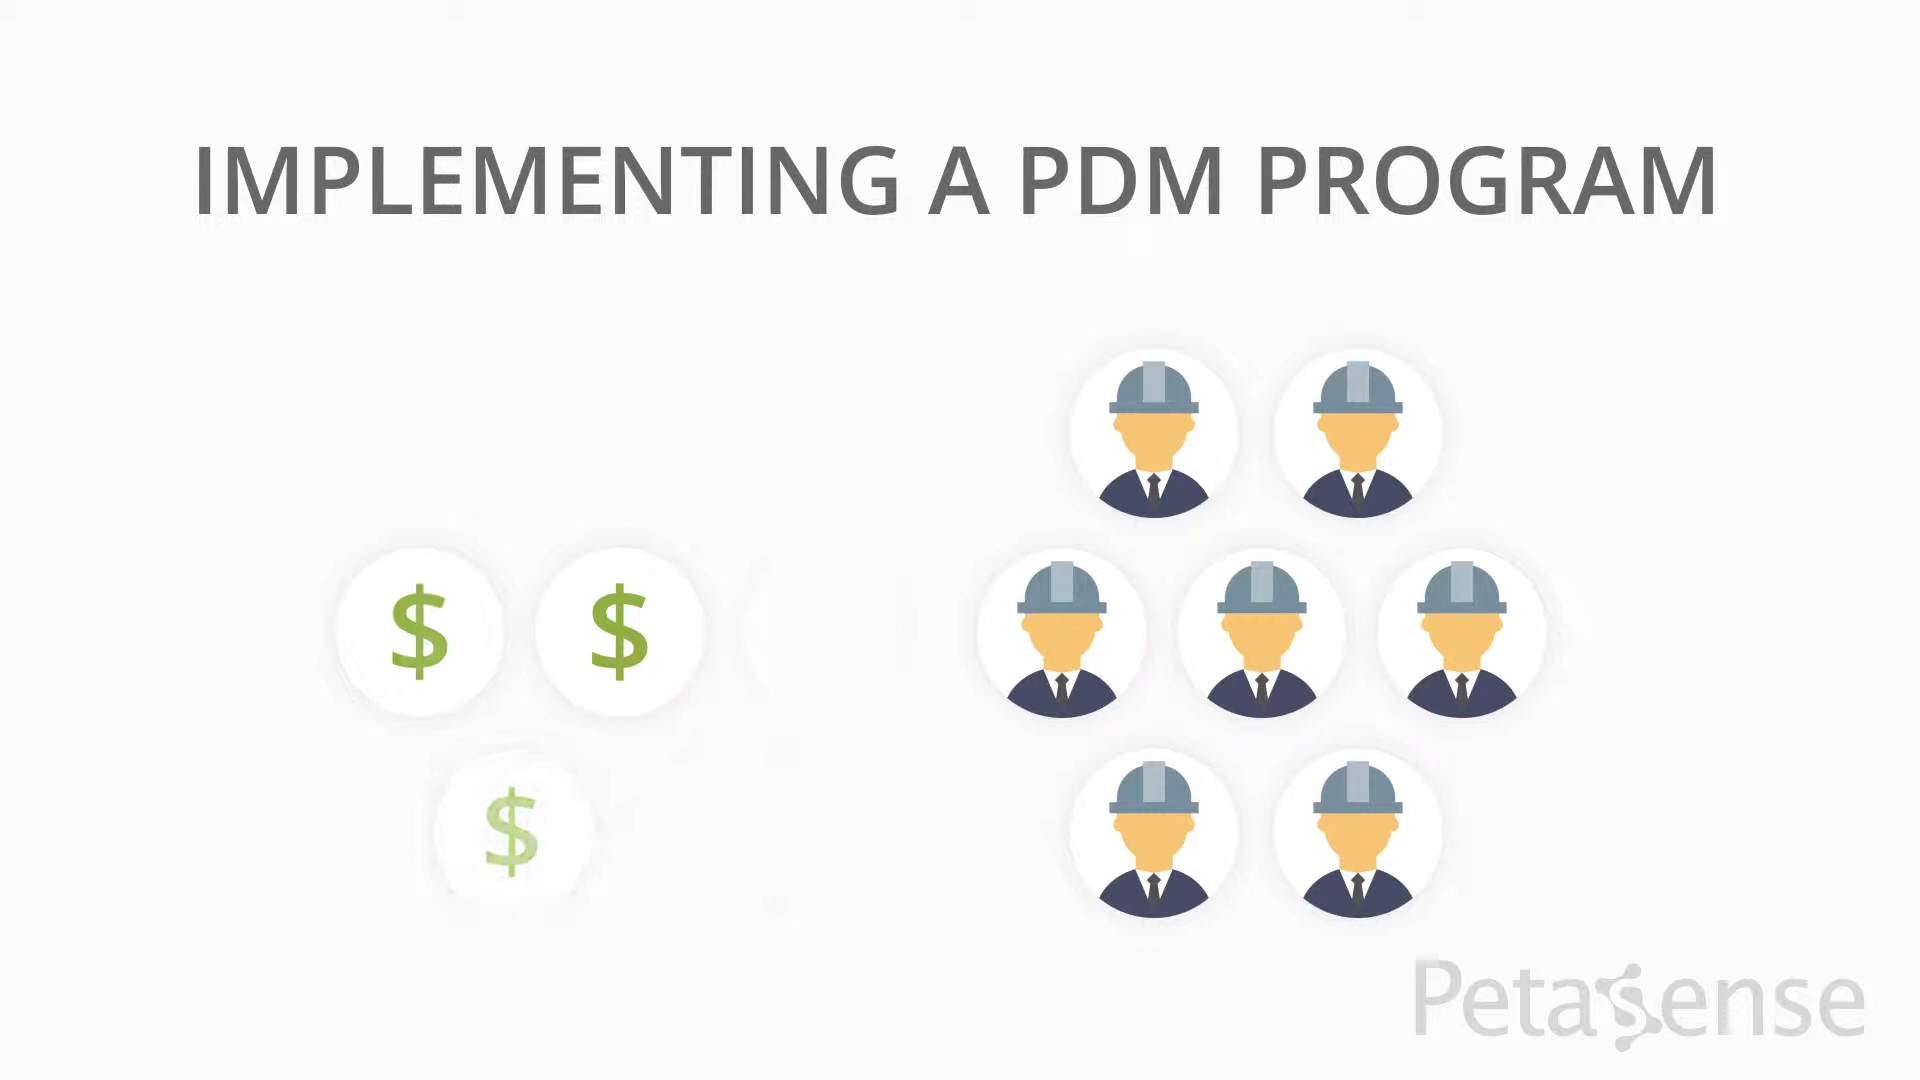 IMPLEMENTING A PDM PROGRAM
$ $
$
Petasense